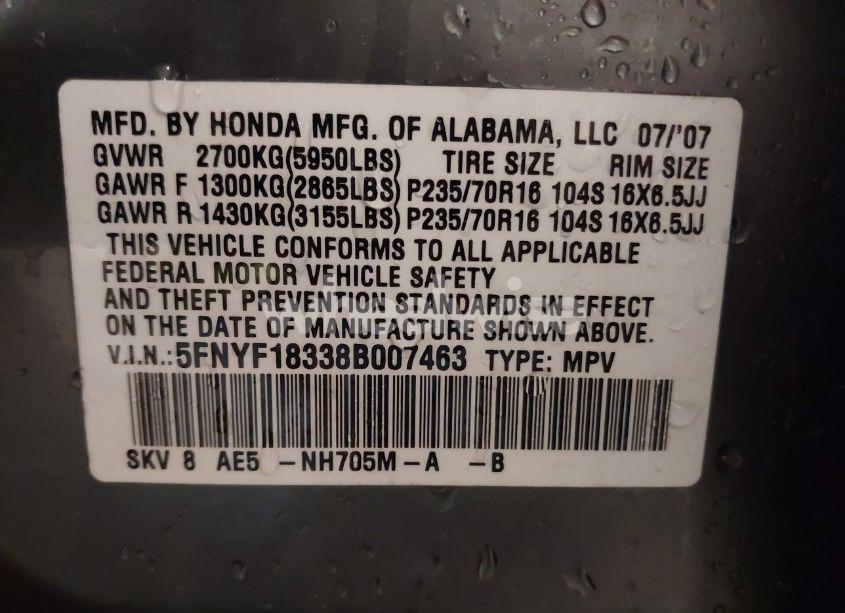 MFD. BY HONDA MFG. OF ALABAMA, LLC 07/'07
GVWR 2700KG(5950LBS) TIRE SIZE RIM SIZE
GAWR F 1300KG(2865LBS) P235/70R16 104S 16X6.5JJ
GAWR R 1430KG(3155LBS) P235/70R16 104S 16X6.5JJ
THIS VEHICLE CONFORMS TO ALL APPLICABLE
FEDERAL MOTOR VEHICLE SAFETY
AND THEFT PREVENTION STANDARDS IN EFFECT
ON THE DATE OF MANUFACTURE SHOWN ABOVE.
V.I.N.:5FNYF18338B007463 TYPE: MPV
SKV 8 AE5 -NH705M-A -B